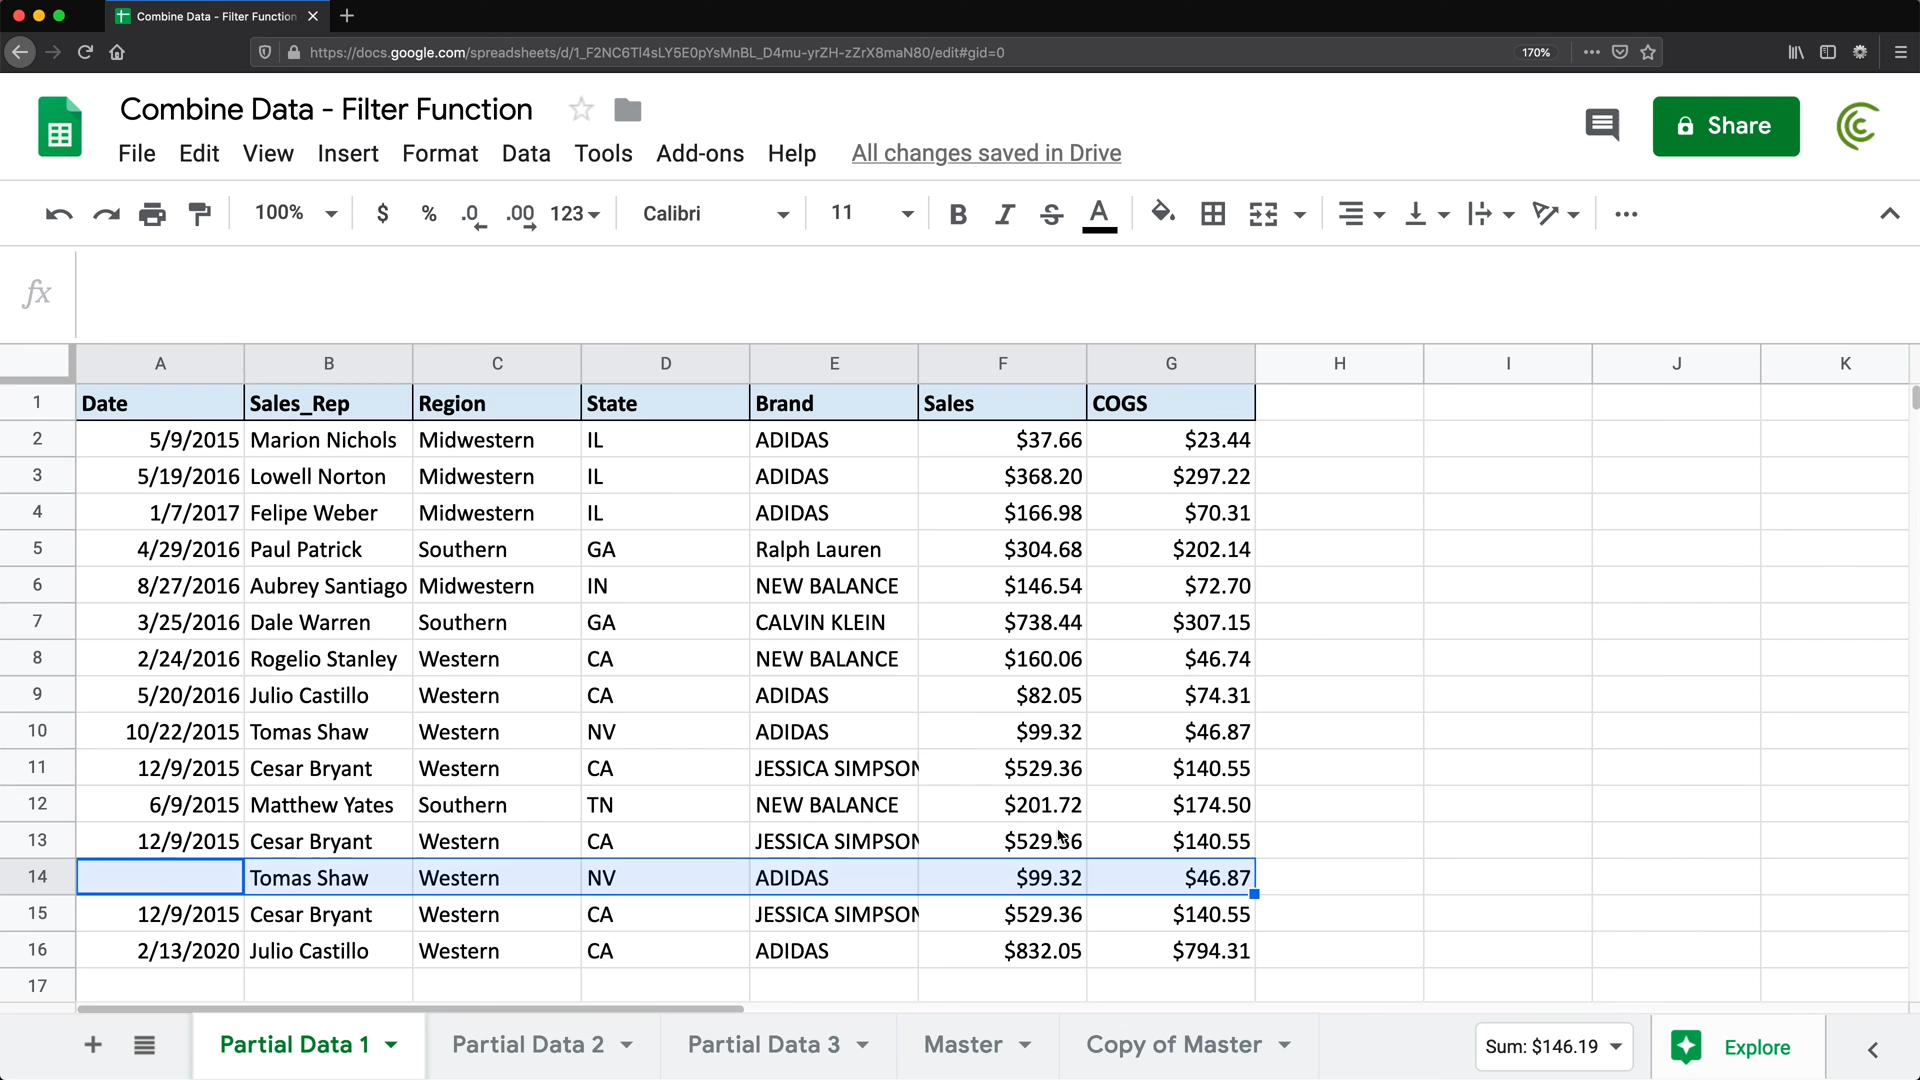 Combine Data - Filter Function
https://docs.google.com/spreadsheets/d/1_F2NC6Tl4sLY5E0pYsMnBL_D4mu-yrZH-zZrX8maN80/edit#gid=0 170%
Combine Data - Filter Function
Share
File Edit View Insert Format Data Tools Add-ons Help All changes saved in Drive
100% $ % .0 .00 123 Calibri 11 B I S A
fx
A B C D E F G H I J K
1 Date Sales_Rep Region State Brand Sales COGS
2 5/9/2015 Marion Nichols Midwestern IL ADIDAS $37.66 $23.44
3 5/19/2016 Lowell Norton Midwestern IL ADIDAS $368.20 $297.22
4 1/7/2017 Felipe Weber Midwestern IL ADIDAS $166.98 $70.31
5 4/29/2016 Paul Patrick Southern GA Ralph Lauren $304.68 $202.14
6 8/27/2016 Aubrey Santiago Midwestern IN NEW BALANCE $146.54 $72.70
7 3/25/2016 Dale Warren Southern GA CALVIN KLEIN $738.44 $307.15
8 2/24/2016 Rogelio Stanley Western CA NEW BALANCE $160.06 $46.74
9 5/20/2016 Julio Castillo Western CA ADIDAS $82.05 $74.31
10 10/22/2015 Tomas Shaw Western NV ADIDAS $99.32 $46.87
11 12/9/2015 Cesar Bryant Western CA JESSICA SIMPSON $529.36 $140.55
12 6/9/2015 Matthew Yates Southern TN NEW BALANCE $201.72 $174.50
13 12/9/2015 Cesar Bryant Western CA JESSICA SIMPSON $529.36 $140.55
14 Tomas Shaw Western NV ADIDAS $99.32 $46.87
15 12/9/2015 Cesar Bryant Western CA JESSICA SIMPSON $529.36 $140.55
16 2/13/2020 Julio Castillo Western CA ADIDAS $832.05 $794.31
17
Partial Data 1 Partial Data 2 Partial Data 3 Master Copy of Master Sum: $146.19 Explore